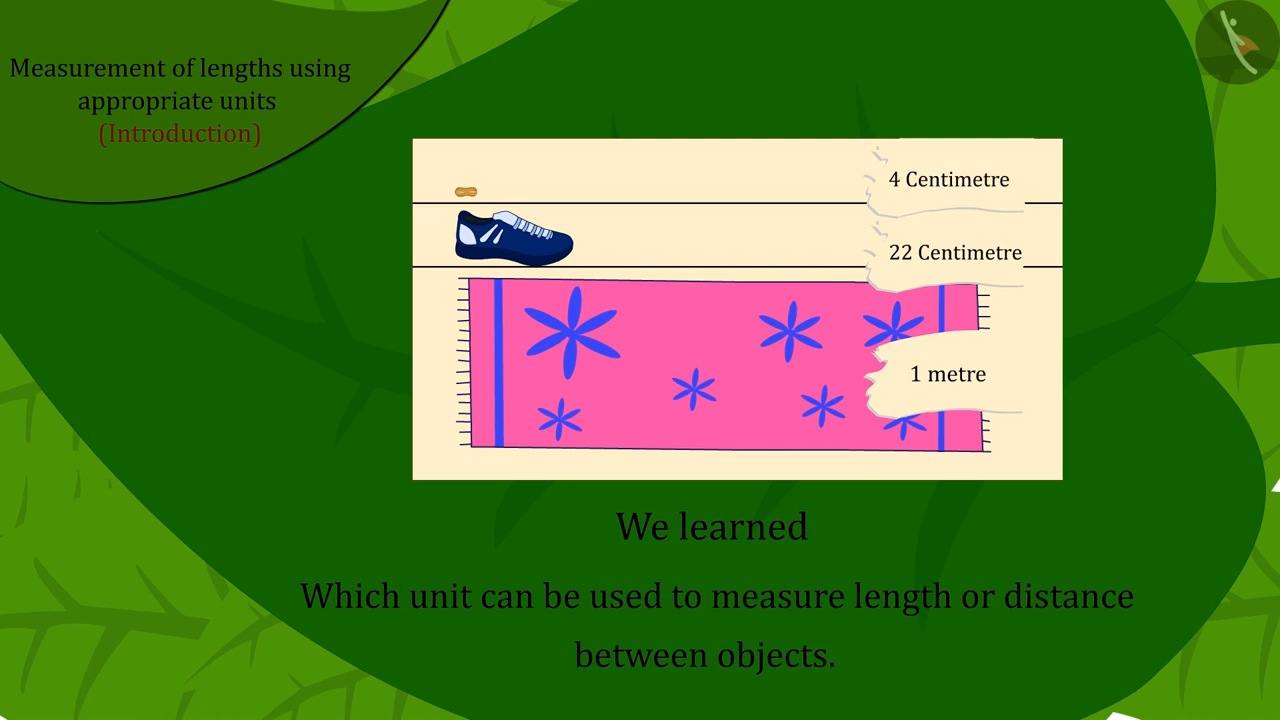 Measurement of lengths using
appropriate units
(Introduction)
4 Centimetre
22 Centimetre
1 metre
We learned
Which unit can be used to measure length or distance
between objects.